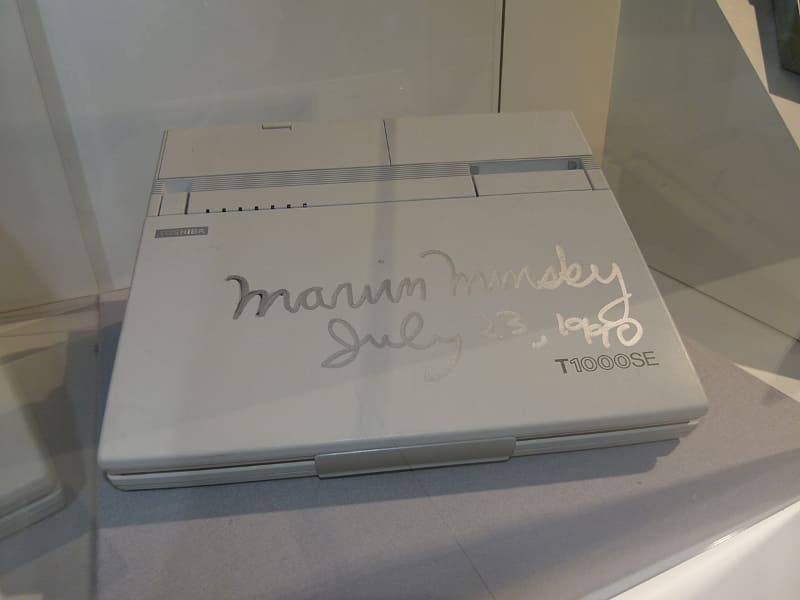 TOSHIBA
Marvin Minsky
July 23, 1990
T1000SE